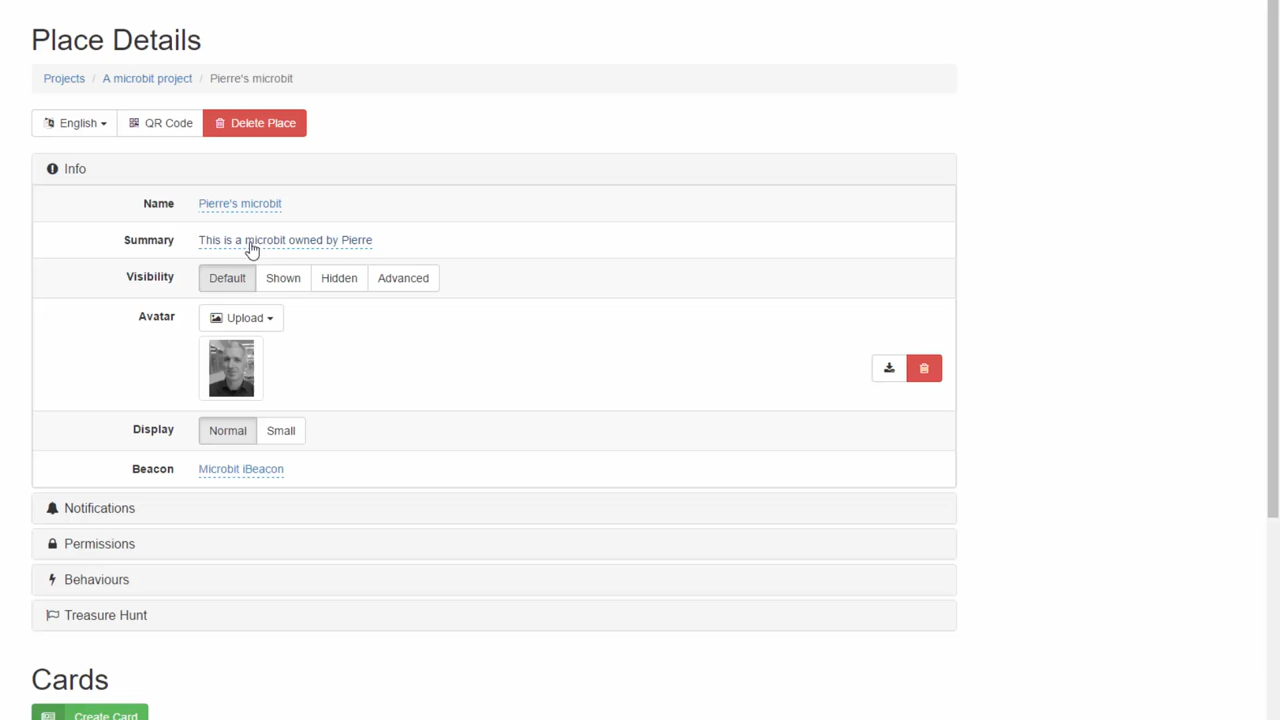 Place Details
Projects / A microbit project / Pierre's microbit
English QR Code Delete Place
Info
Name Pierre's microbit
Summary This is a microbit owned by Pierre
Visibility Default Shown Hidden Advanced
Avatar Upload
Display Normal Small
Beacon Microbit iBeacon
Notifications
Permissions
Behaviours
Treasure Hunt
Cards
Create Card